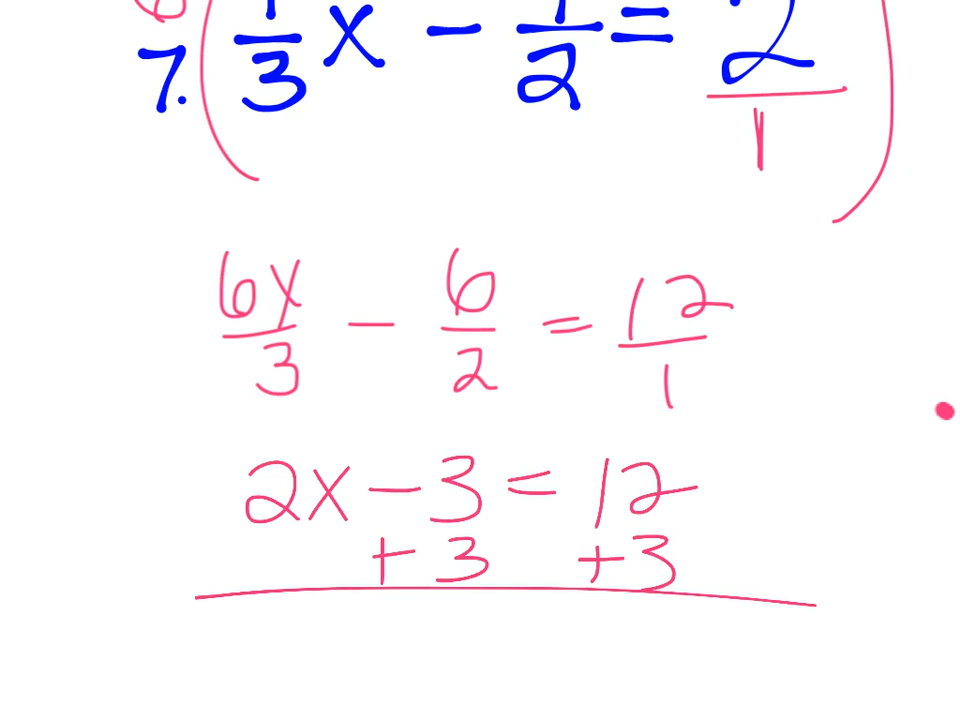 7. ( 1/3 x - 1/2 = 2/1 )
6x/3 - 6/2 = 12/1
2x - 3 = 12
+ 3 + 3